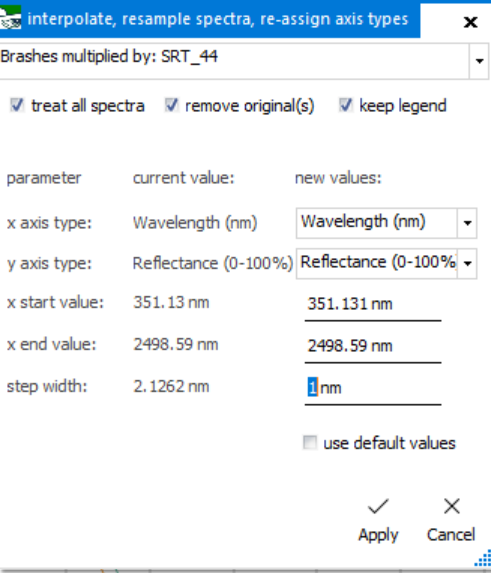 interpolate, resample spectra, re-assign axis types
Brashes multiplied by: SRT_44
treat all spectra remove original(s) keep legend
parameter current value: new values:
x axis type: Wavelength (nm) Wavelength (nm)
y axis type: Reflectance (0-100%) Reflectance (0-100%
x start value: 351.13 nm 351.131 nm
x end value: 2498.59 nm 2498.59 nm
step width: 2.1262 nm 1 nm
use default values
Apply Cancel